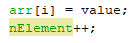 arr[i] = value;
nElement++;